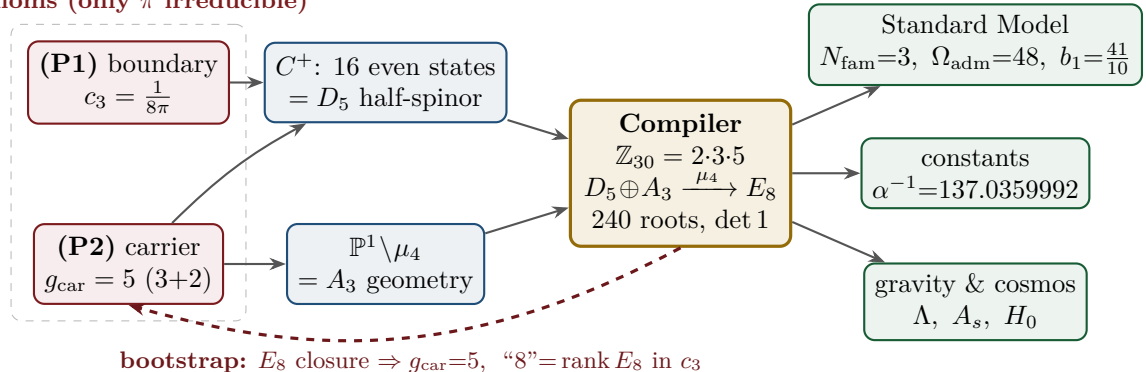 (only π irreducible)
(P1) boundary
c₃ = 1/8π
C⁺: 16 even states
= D₅ half-spinor
(P2) carrier
g_car = 5 (3+2)
ℙ¹\μ₄
= A₃ geometry
Compiler
ℤ₃₀ = 2·3·5
D₅⊕A₃ —μ₄→ E₈
240 roots, det 1
Standard Model
N_fam=3, Ω_adm=48, b₁=41/10
constants
α⁻¹=137.0359992
gravity & cosmos
Λ, A_s, H₀
bootstrap: E₈ closure ⇒ g_car=5, “8”=rank E₈ in c₃